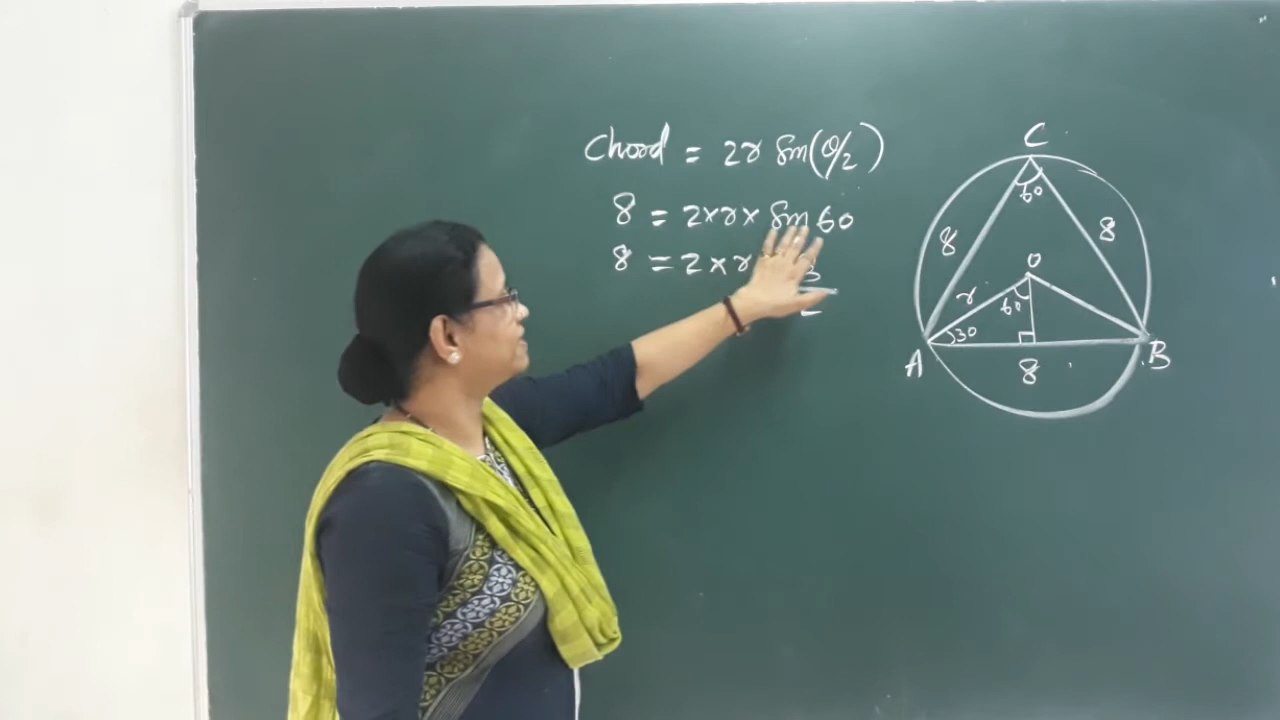 Chord = 2r Sin(θ/2)
8 = 2×r× Sin 60
8 = 2×r
C
60
8
8
O
r
60
30
A
B
8